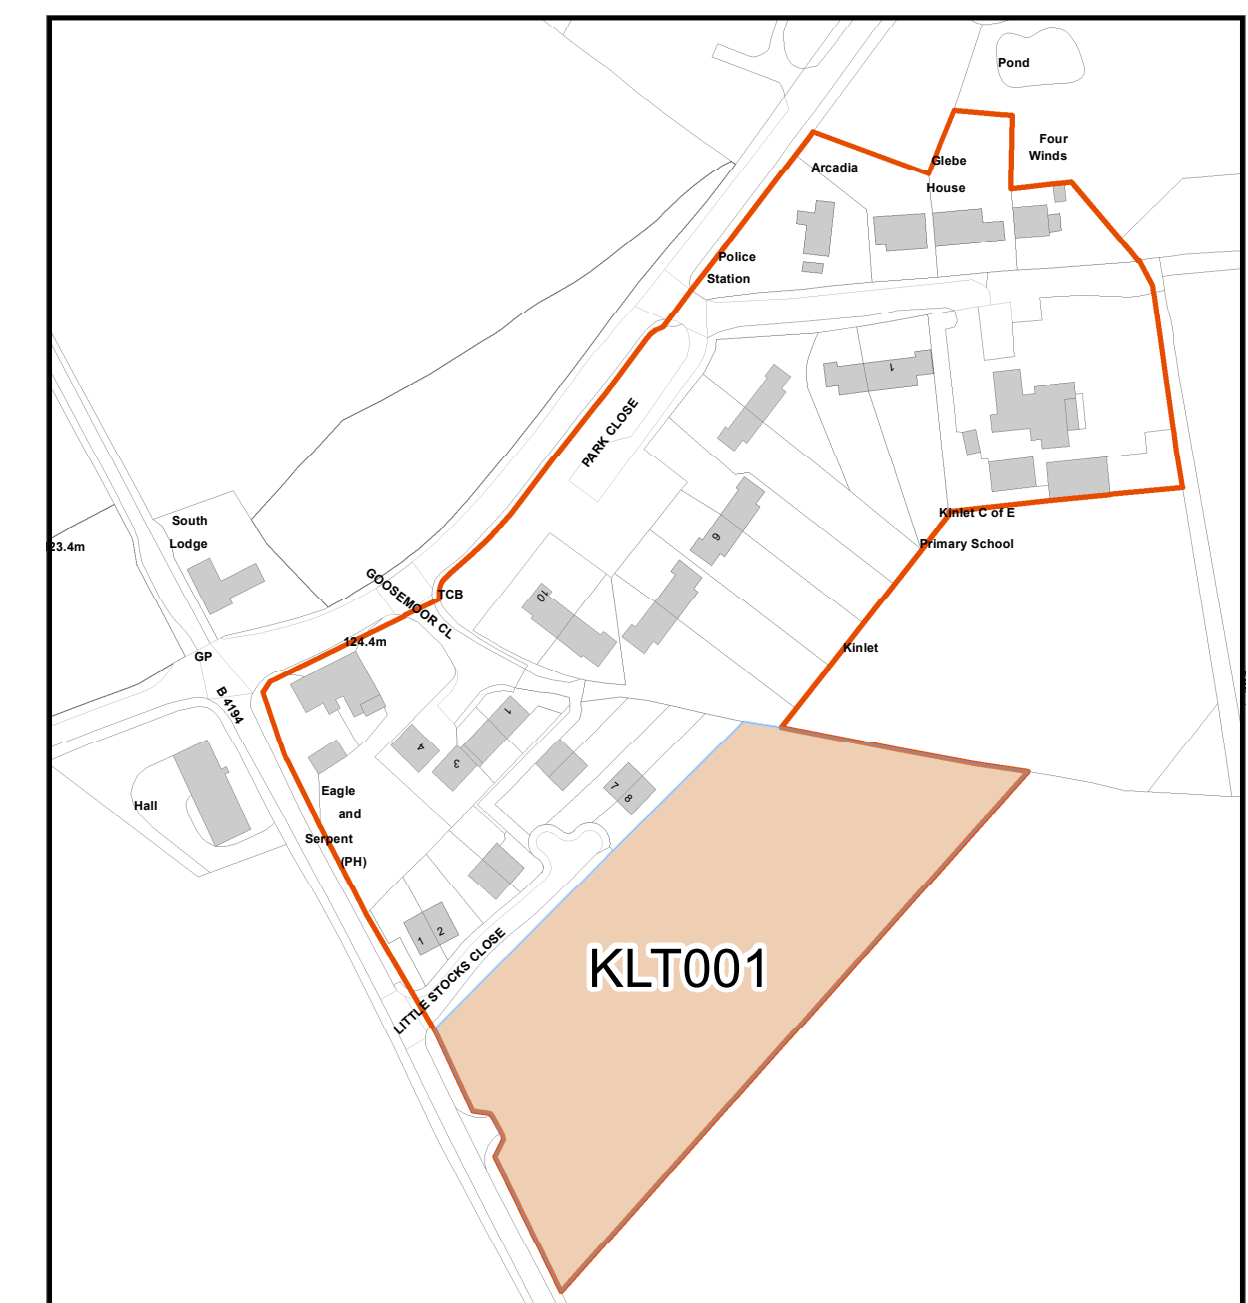 Pond
Four
Winds
Glebe
House
Arcadia
Police
Station
1
PARK CLOSE
South
Lodge
23.4m
9
Kinlet C of E
Primary School
GOOSEMOOR CL
TCB
10
124.4m
Kinlet
GP
B 4194
1
4
3
Eagle
and
Serpent
(PH)
7
8
Hall
1
2
LITTLE STOCKS CLOSE
KLT001